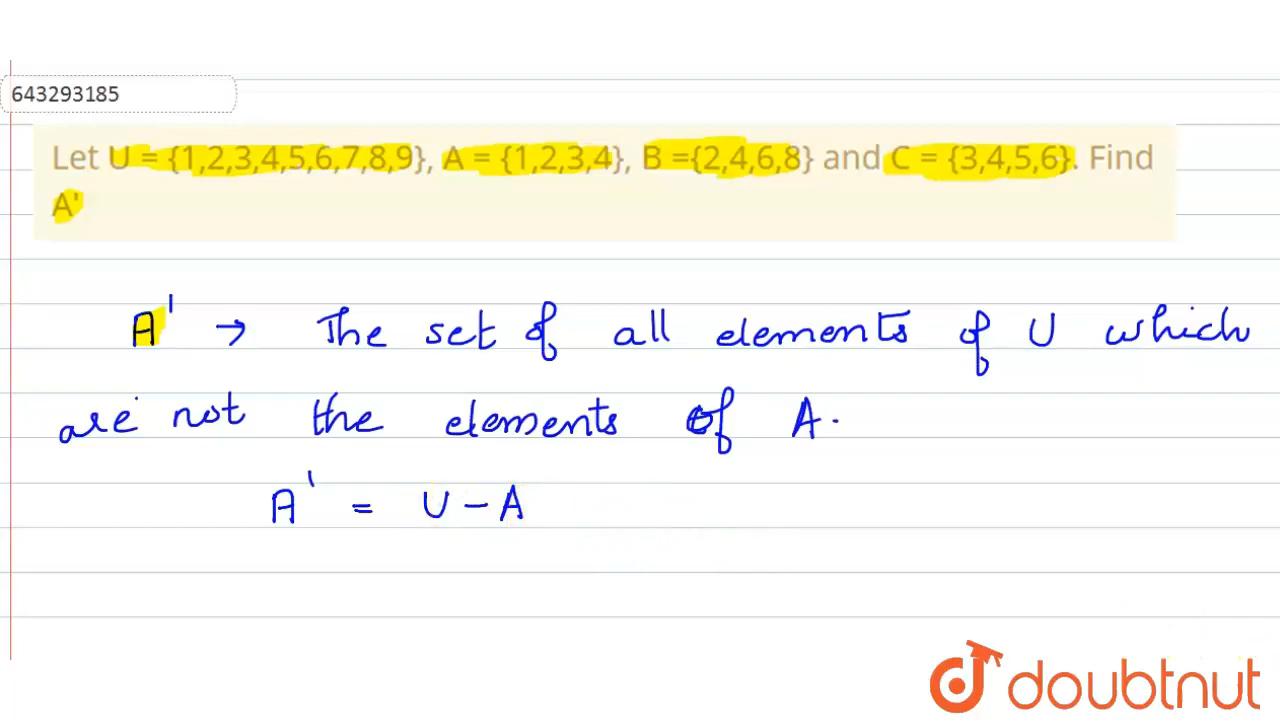 643293185
Let U = {1,2,3,4,5,6,7,8,9}, A = {1,2,3,4}, B ={2,4,6,8} and C = {3,4,5,6}. Find
A'
A' → The set of all elements of U which
are not the elements of A.
A' = U - A
doubtnut